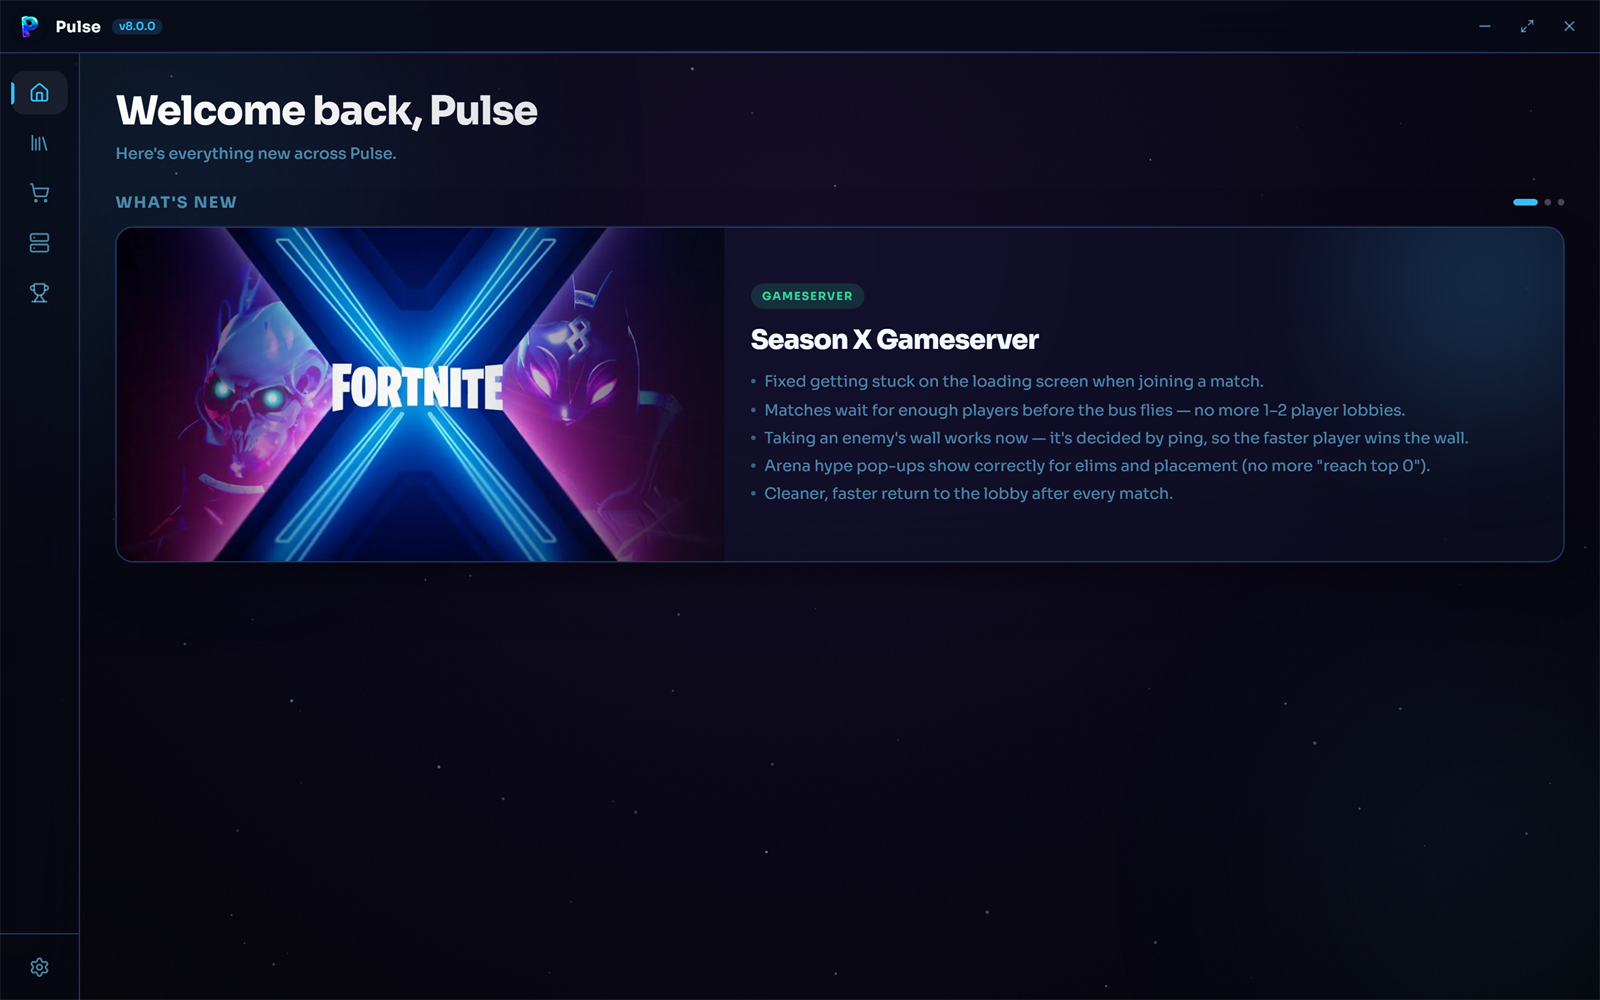 Pulse v8.0.0
Welcome back, Pulse
Here's everything new across Pulse.
WHAT'S NEW
FORTNITE
GAMESERVER
Season X Gameserver
• Fixed getting stuck on the loading screen when joining a match.
• Matches wait for enough players before the bus flies — no more 1–2 player lobbies.
• Taking an enemy's wall works now — it's decided by ping, so the faster player wins the wall.
• Arena hype pop-ups show correctly for elims and placement (no more "reach top 0").
• Cleaner, faster return to the lobby after every match.